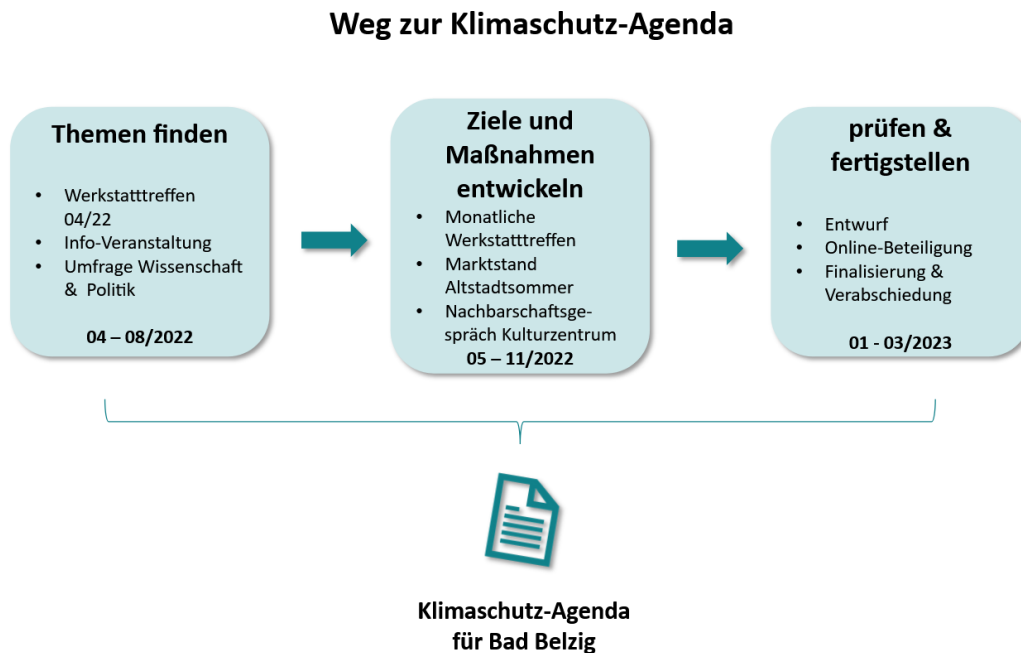 Weg zur Klimaschutz-Agenda
Themen finden
• Werkstatttreffen
04/22
• Info-Veranstaltung
• Umfrage Wissenschaft
& Politik
04 – 08/2022
Ziele und
Maßnahmen
entwickeln
• Monatliche
Werkstatttreffen
• Marktstand
Altstadtsommer
• Nachbarschaftsge-
spräch Kulturzentrum
05 – 11/2022
prüfen &
fertigstellen
• Entwurf
• Online-Beteiligung
• Finalisierung &
Verabschiedung
01 - 03/2023
Klimaschutz-Agenda
für Bad Belzig